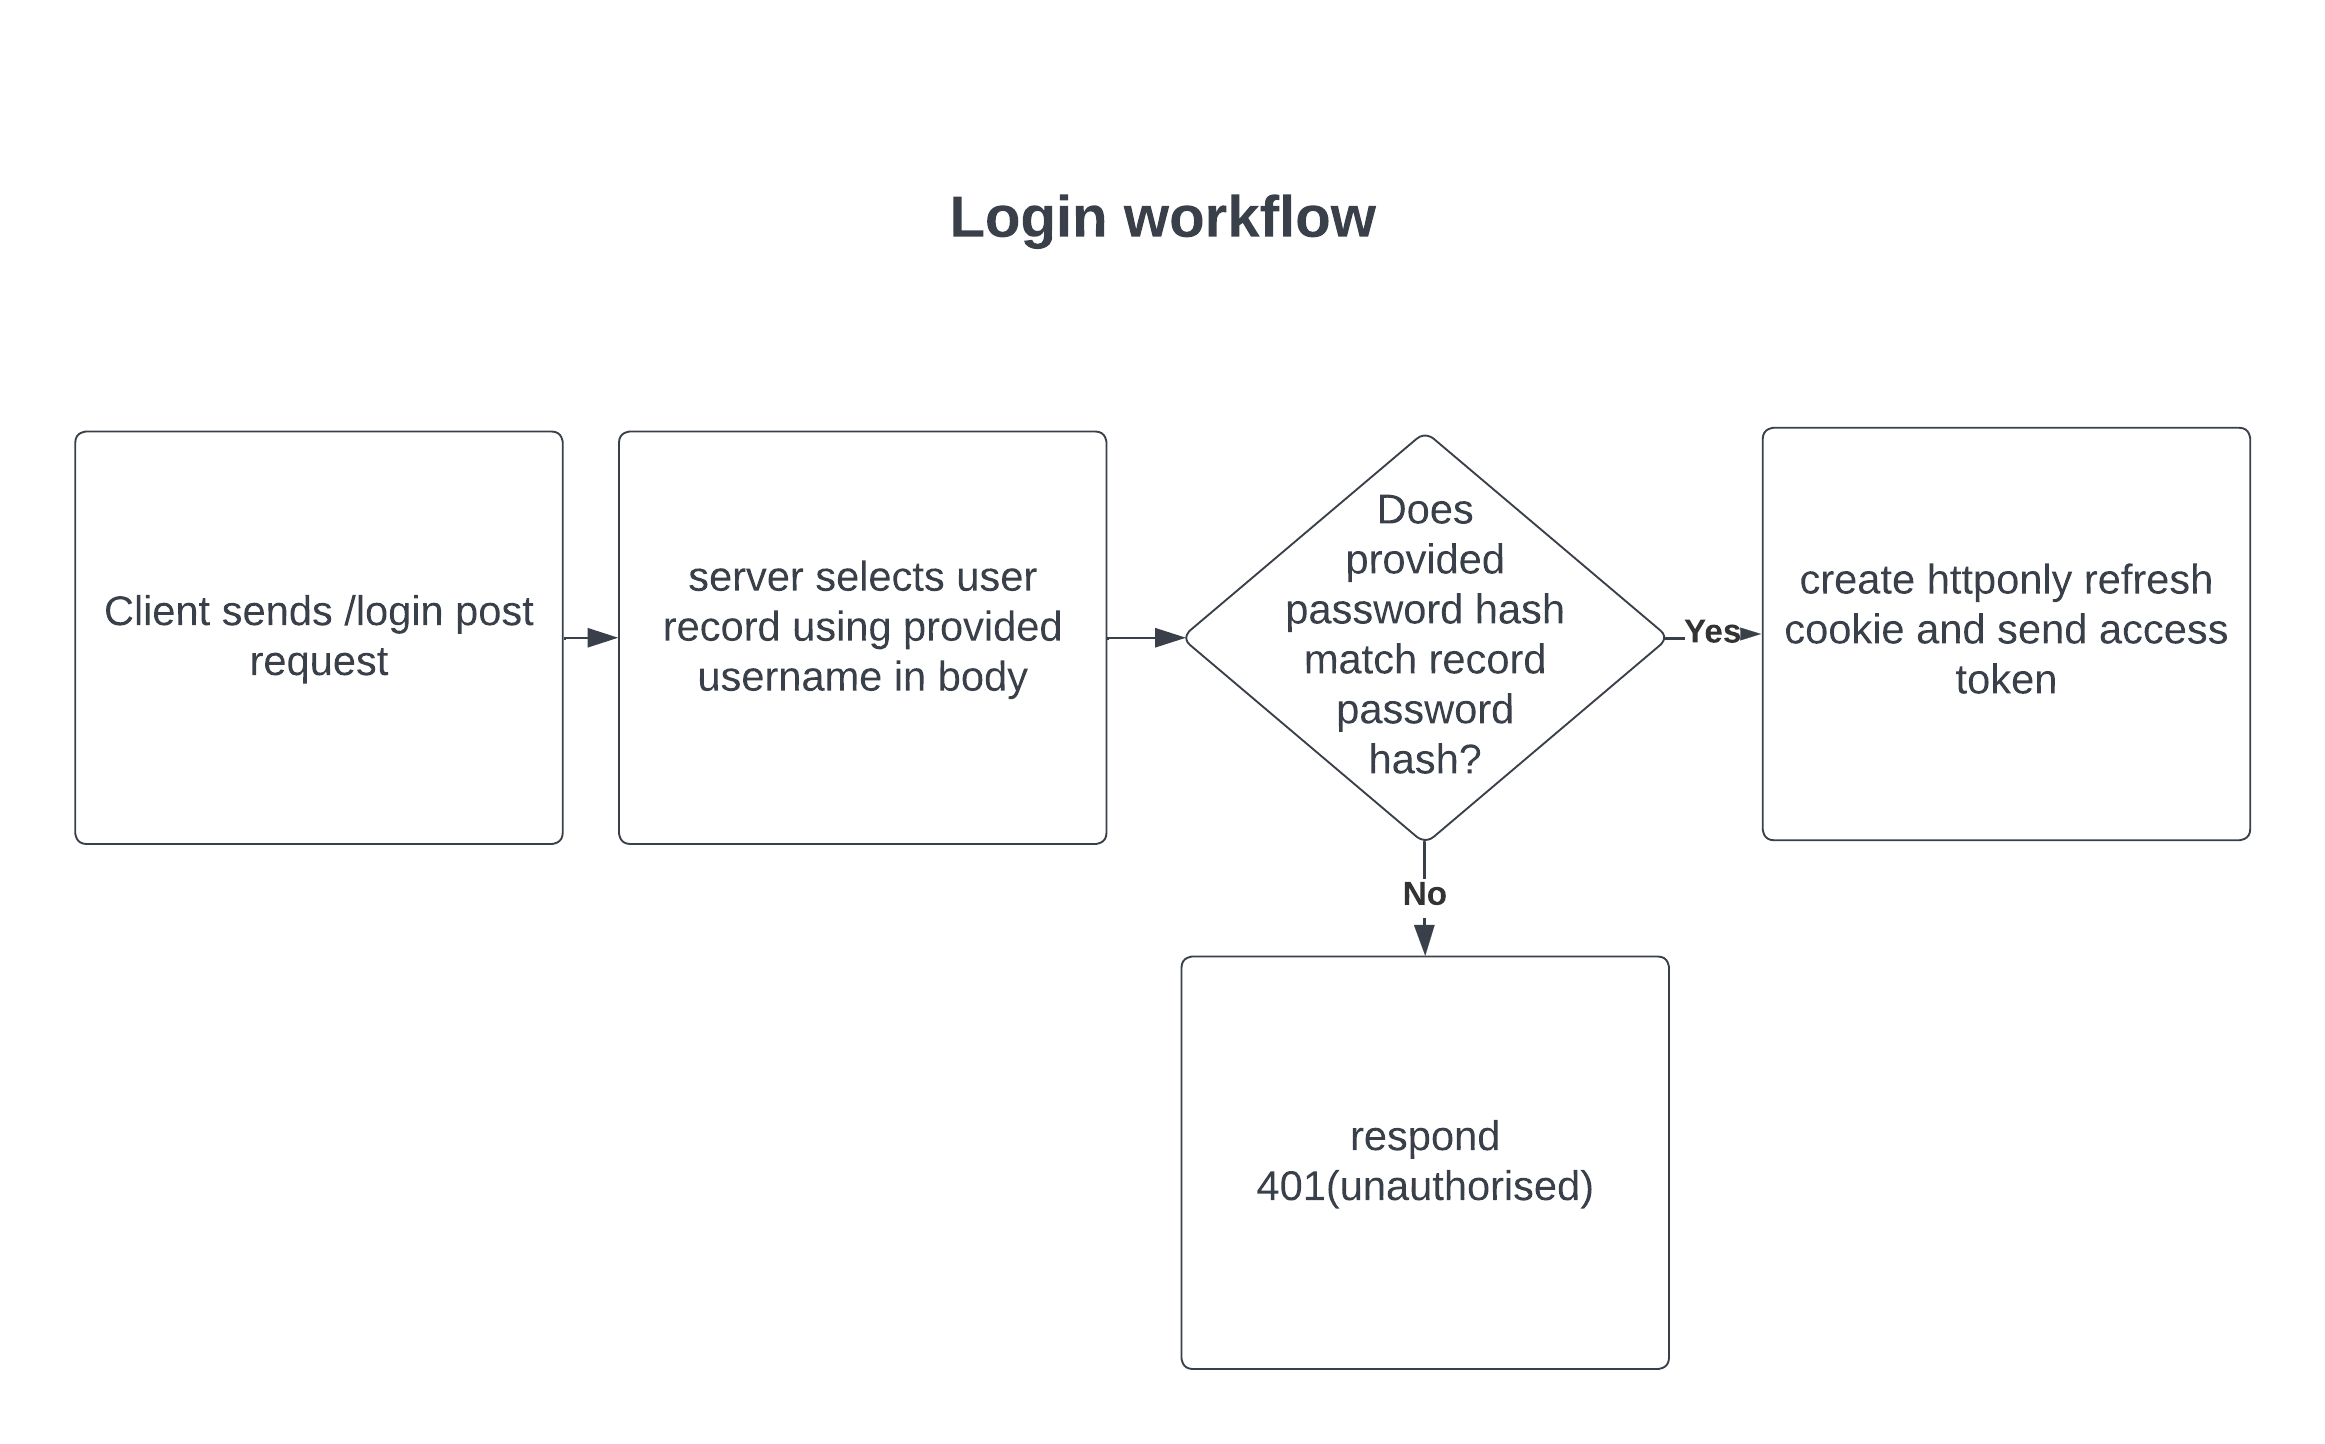 Login workflow
Client sends /login post
request
server selects user
record using provided
username in body
Does
provided
password hash
match record
password
hash?
Yes
create httponly refresh
cookie and send access
token
No
respond
401(unauthorised)